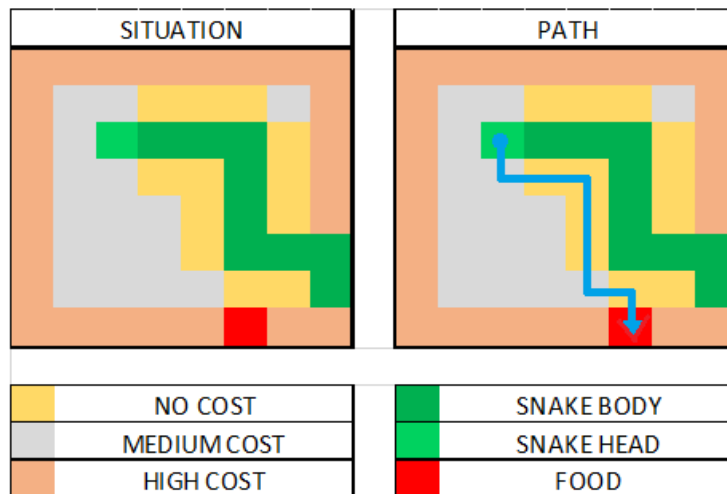 SITUATION
PATH
NO COST
SNAKE BODY
MEDIUM COST
SNAKE HEAD
HIGH COST
FOOD